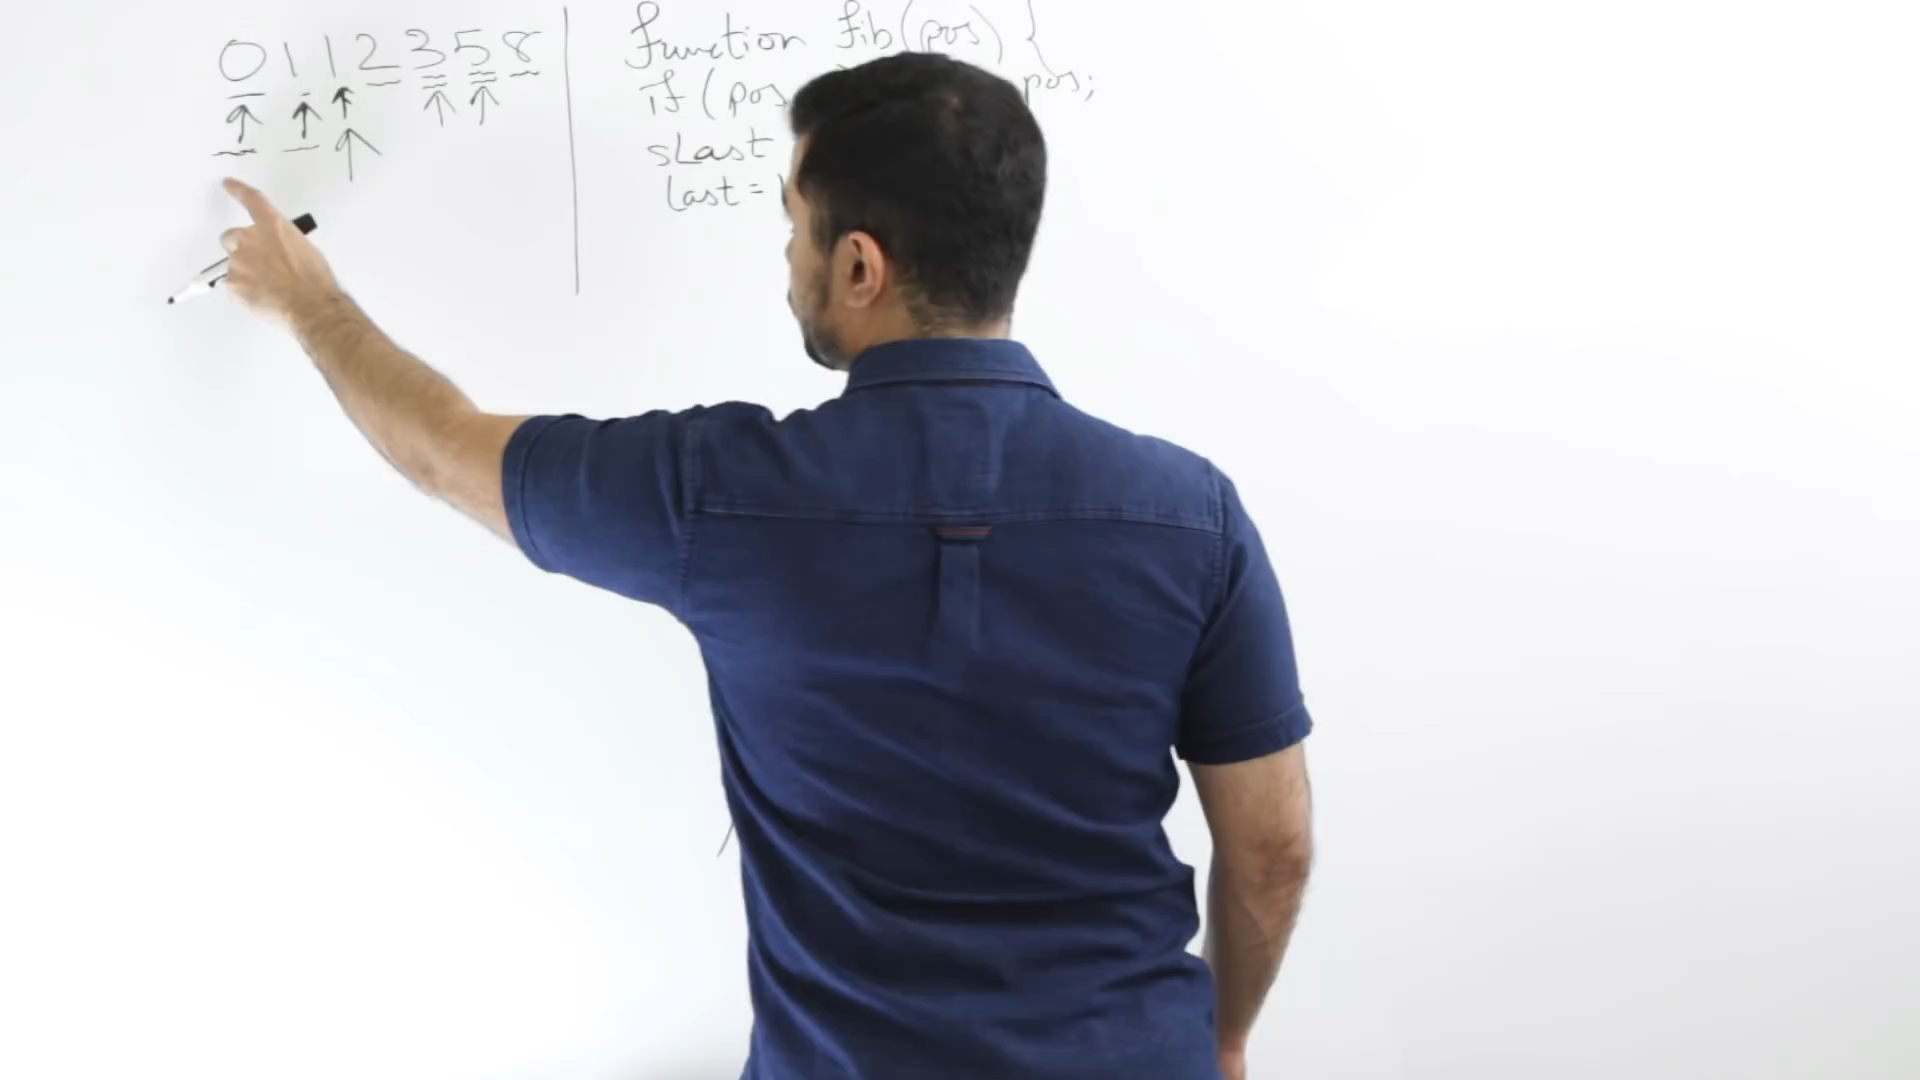 0 1 1 2 3 5 8
function fib(pos) {
if (pos pos;
sLast
last =